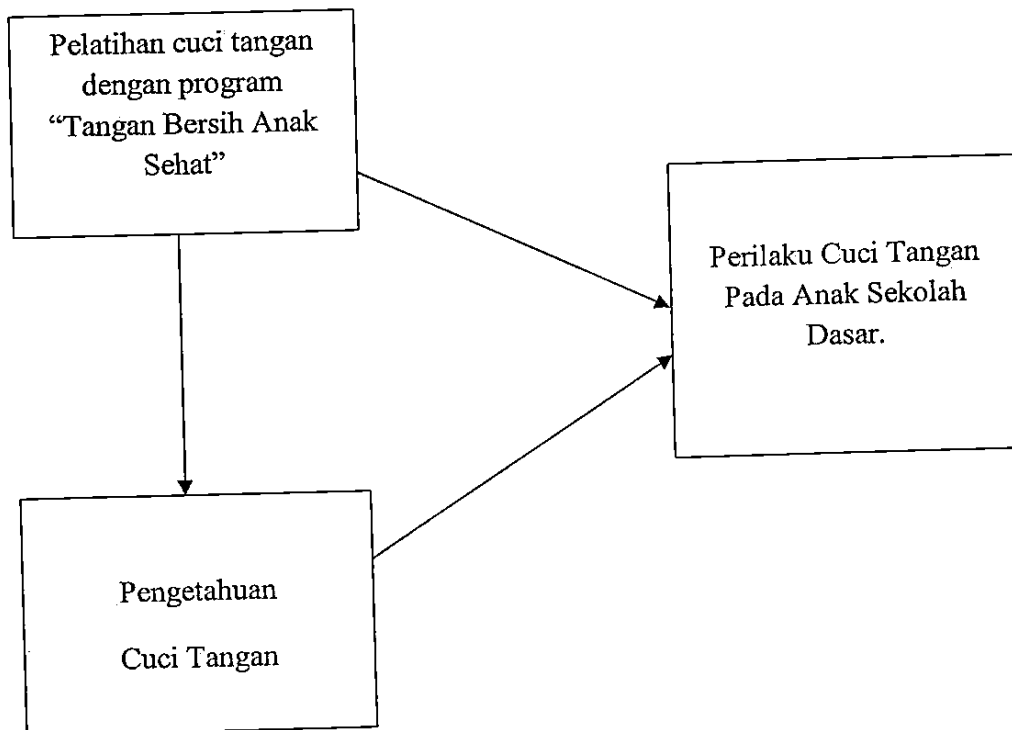 Pelatihan cuci tangan
dengan program
“Tangan Bersih Anak
Sehat”
Perilaku Cuci Tangan
Pada Anak Sekolah
Dasar.
Pengetahuan
Cuci Tangan